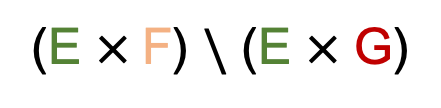 (E × F) \ (E × G)